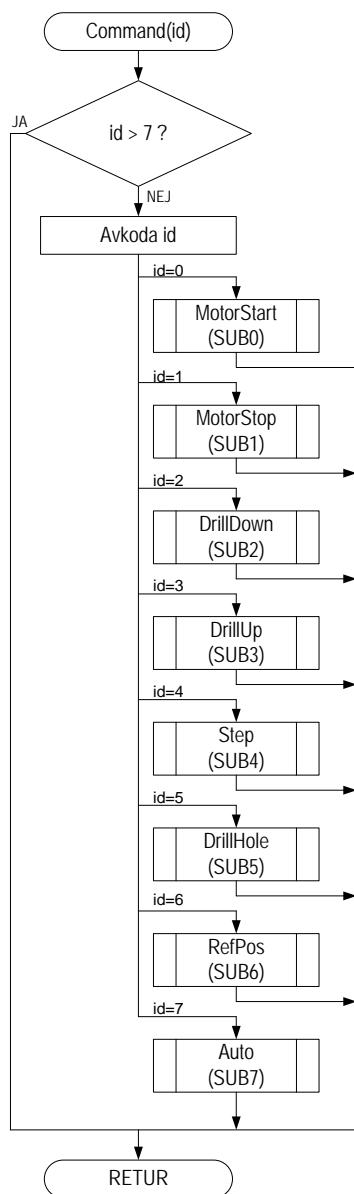 Command(id)
JA
id > 7 ?
NEJ
Avkoda id
id=0
MotorStart
(SUB0)
id=1
MotorStop
(SUB1)
id=2
DrillDown
(SUB2)
id=3
DrillUp
(SUB3)
id=4
Step
(SUB4)
id=5
DrillHole
(SUB5)
id=6
RefPos
(SUB6)
id=7
Auto
(SUB7)
RETUR